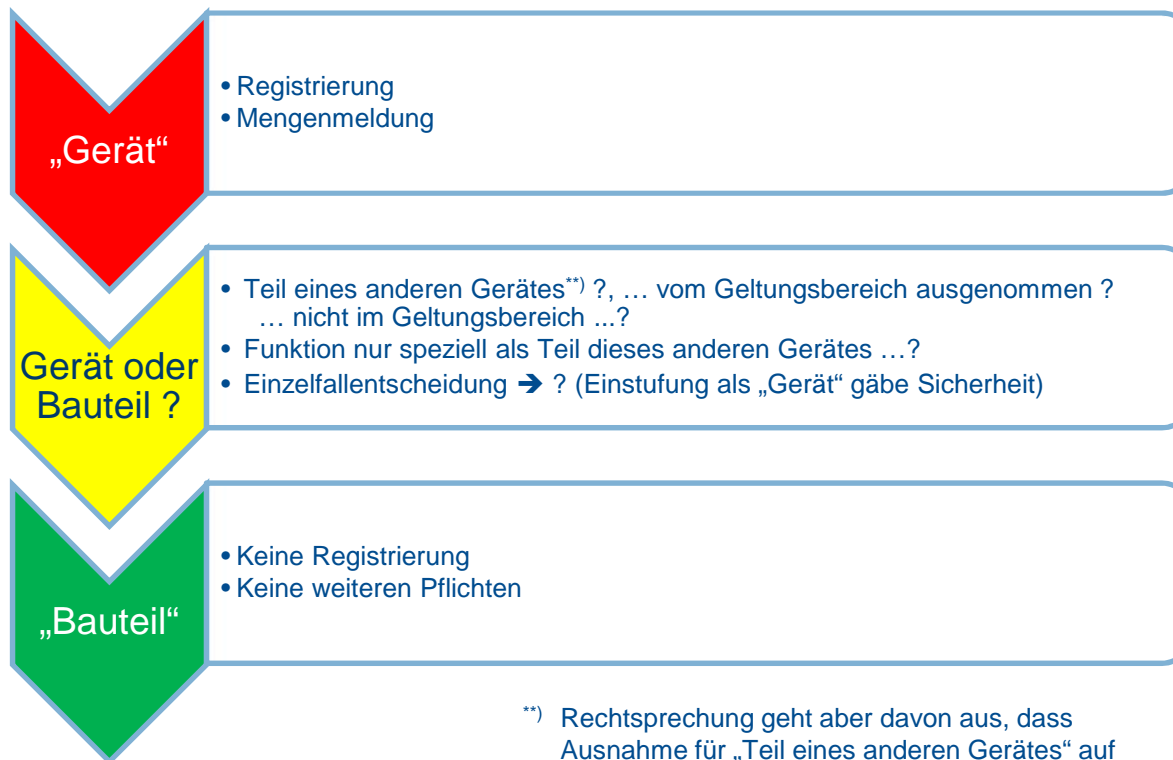 „Gerät“
• Registrierung
• Mengenmeldung
Gerät oder
Bauteil ?
• Teil eines anderen Gerätes**) ?, … vom Geltungsbereich ausgenommen ?
… nicht im Geltungsbereich ...?
• Funktion nur speziell als Teil dieses anderen Gerätes …?
• Einzelfallentscheidung ➔ ? (Einstufung als „Gerät“ gäbe Sicherheit)
„Bauteil“
• Keine Registrierung
• Keine weiteren Pflichten
**) Rechtsprechung geht aber davon aus, dass
Ausnahme für „Teil eines anderen Gerätes“ auf